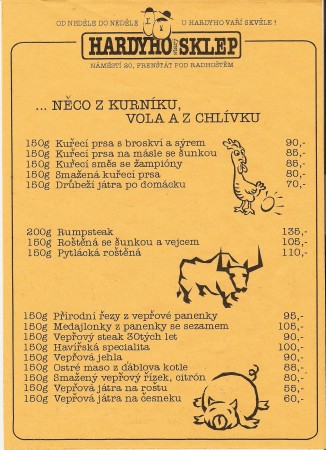 OD NEDĚLE DO NEDĚLE U HARDYHO VAŘÍ SKVĚLE !
HARDYHO SKLEP
NÁMĚSTÍ 20, FRENŠTÁT POD RADHOŠTĚM
... NĚCO Z KURNÍKU,
VOLA A Z CHLÍVKU
150g Kuřecí prsa s broskví a sýrem 90,-
150g Kuřecí prsa na másle se šunkou 85,-
150g Kuřecí směs se žampióny 85,-
150g Smažená kuřecí prsa 80,-
150g Drůbeží játra po domácku 70,-
200g Rumpsteak 135,-
150g Roštěná se šunkou a vejcem 105,-
150g Pytlácká roštěná 110,-
150g Přírodní řezy z vepřové panenky 95,-
150g Medajlonky z panenky se sezamem 105,-
150g Vepřový steak 30tých let 90,-
150g Havířská specialita 100,-
150g Vepřová jehla 90,-
150g Ostré maso z ďáblova kotle 88,-
150g Smažený vepřový řízek, citrón 80,-
150g Vepřová játra na roštu 55,-
150g Vepřová játra na česneku 60,-